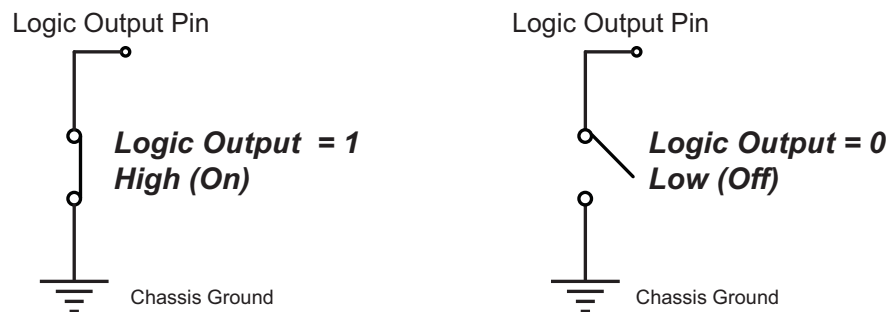 Logic Output Pin
Logic Output = 1
High (On)
Chassis Ground
Logic Output Pin
Logic Output = 0
Low (Off)
Chassis Ground